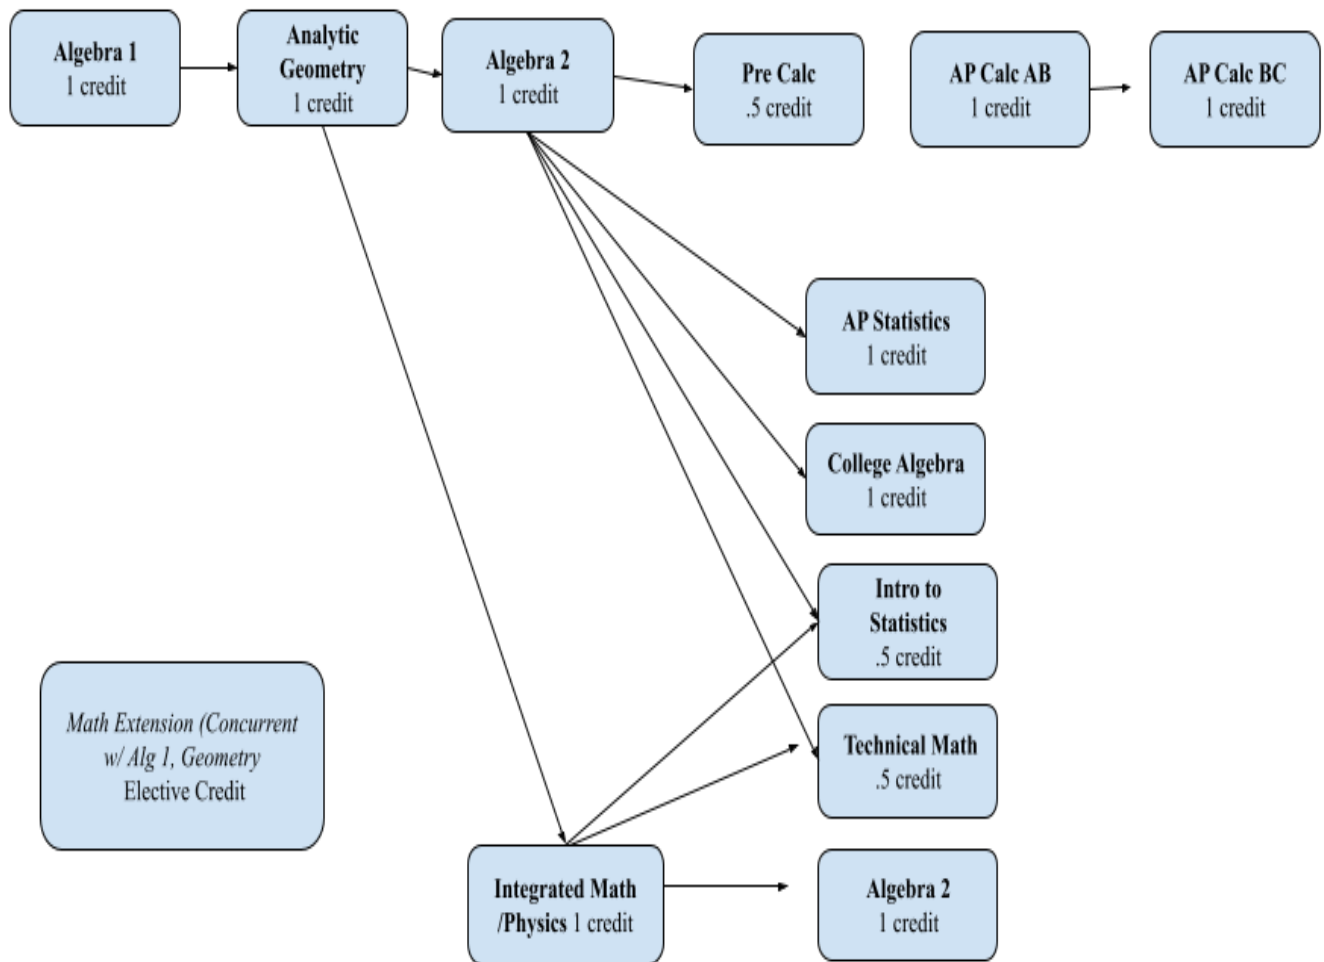 Algebra 1
1 credit
Analytic
Geometry
1 credit
Algebra 2
1 credit
Pre Calc
.5 credit
AP Calc AB
1 credit
AP Calc BC
1 credit
AP Statistics
1 credit
College Algebra
1 credit
Intro to
Statistics
.5 credit
Math Extension (Concurrent
w/ Alg 1, Geometry
Elective Credit
Technical Math
.5 credit
Integrated Math
/Physics 1 credit
Algebra 2
1 credit